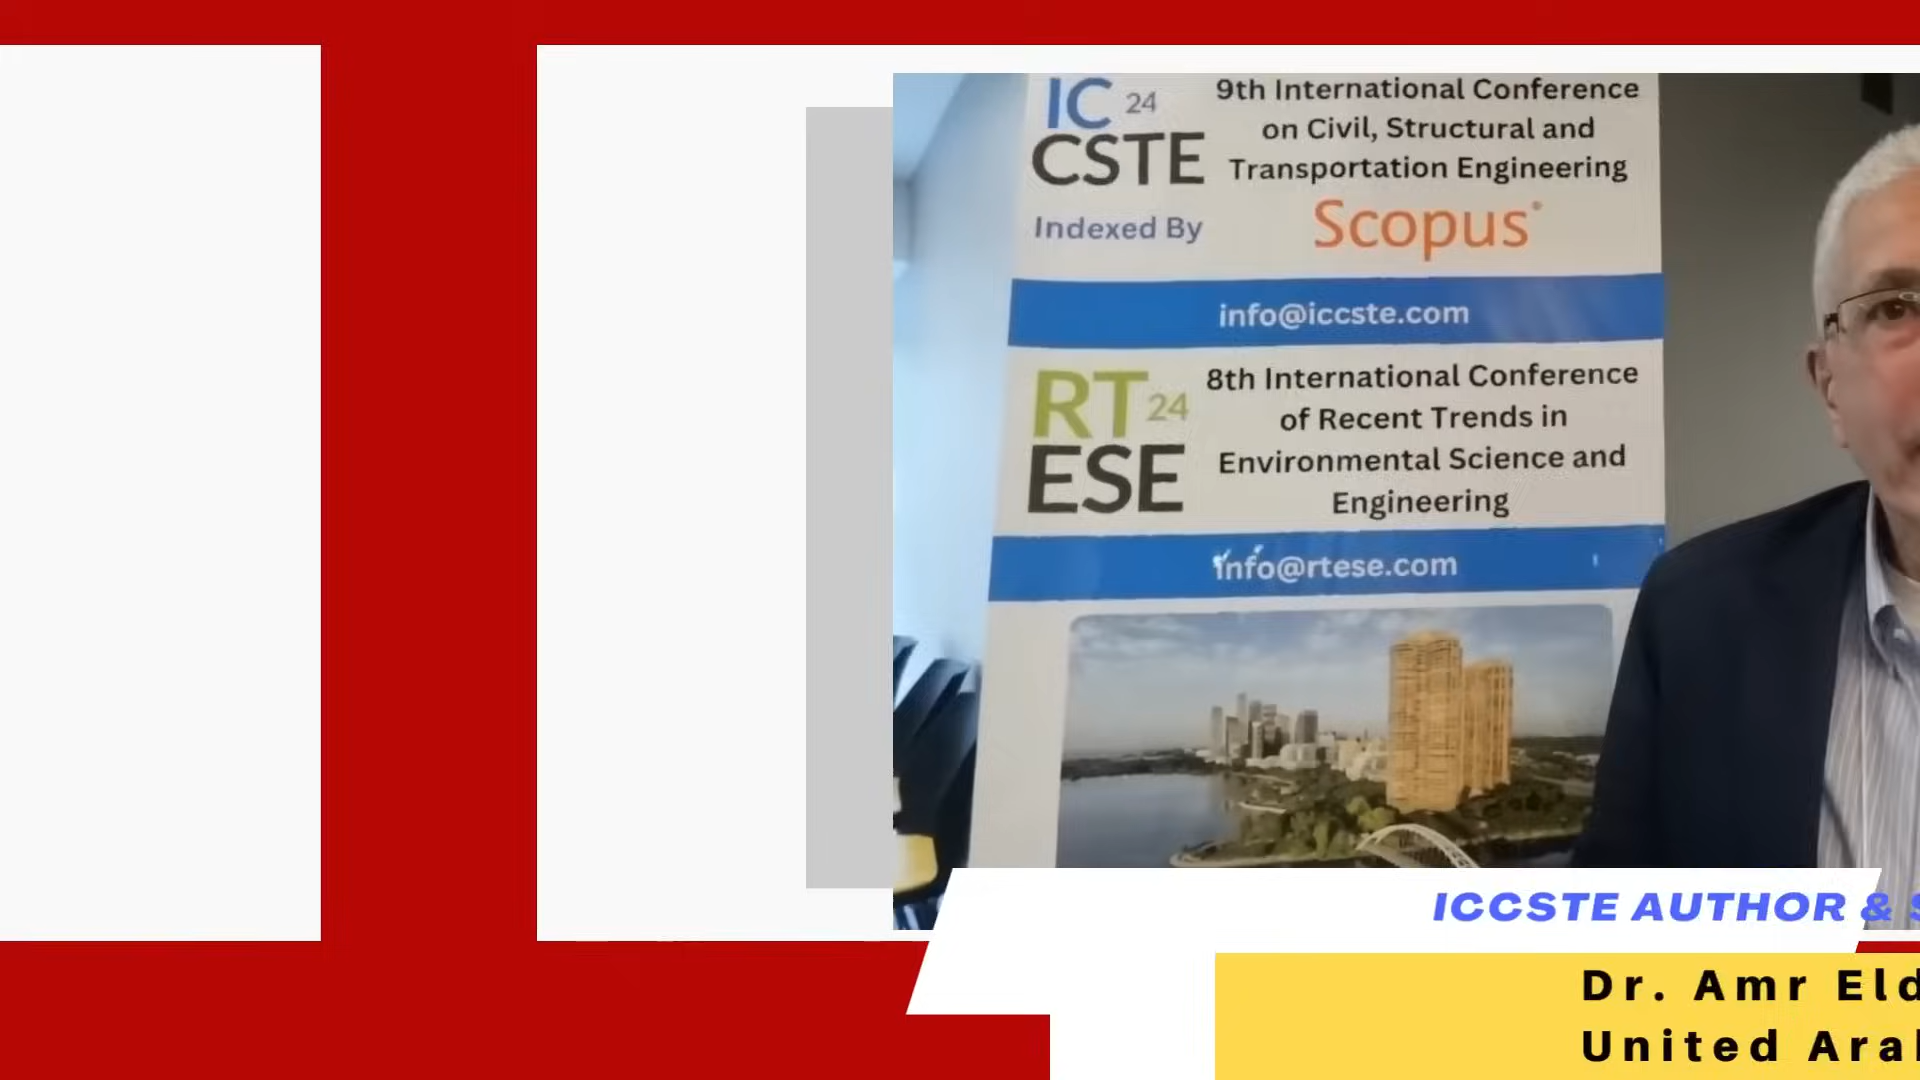 IC 24
CSTE
9th International Conference
on Civil, Structural and
Transportation Engineering
Indexed By
Scopus®
info@iccste.com
RT 24
ESE
8th International Conference
of Recent Trends in
Environmental Science and
Engineering
info@rtese.com
ICCSTE AUTHOR &
Dr. Amr
United